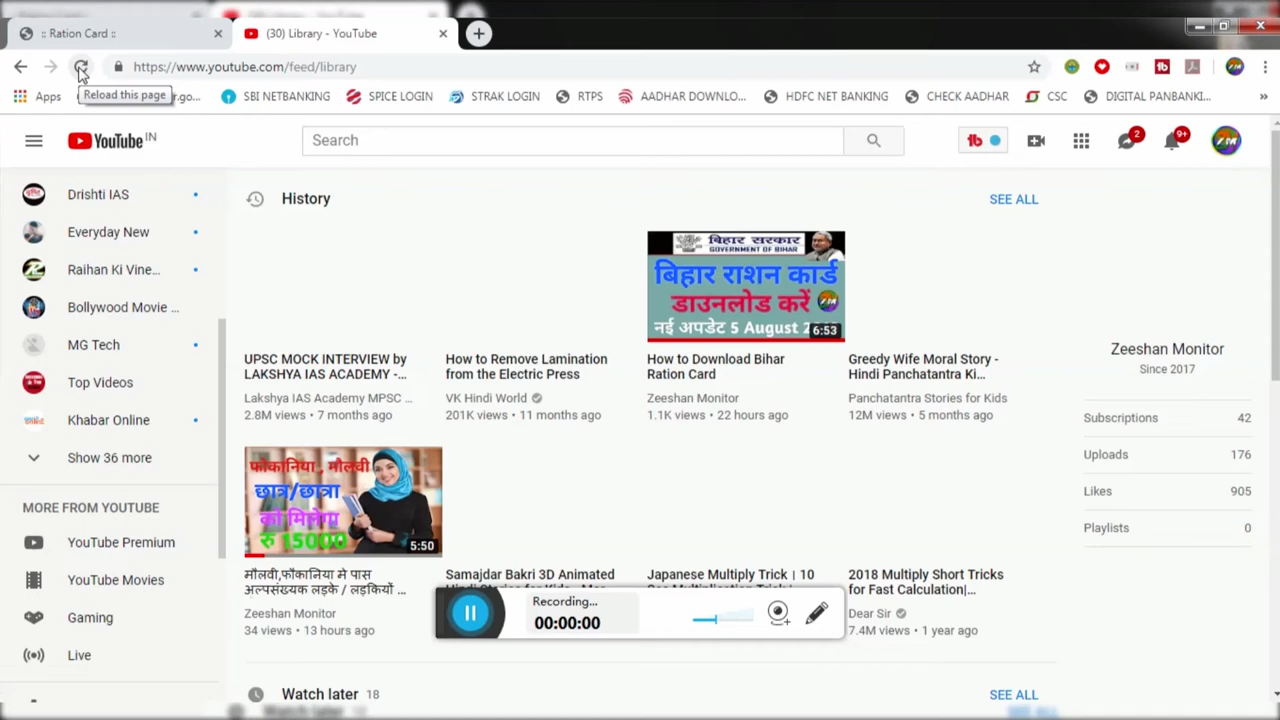 :: Ration Card ::
(30) Library - YouTube
https://www.youtube.com/feed/library
Reload this page
Apps
r.go...
SBI NETBANKING
SPICE LOGIN
STRAK LOGIN
RTPS
AADHAR DOWNLO...
HDFC NET BANKING
CHECK AADHAR
CSC
DIGITAL PANBANKI...
»
YouTube IN
Search
2
9+
Drishti IAS
Everyday New
Raihan Ki Vine...
Bollywood Movie ...
MG Tech
Top Videos
Khabar Online
Show 36 more
MORE FROM YOUTUBE
YouTube Premium
YouTube Movies
Gaming
Live
History
SEE ALL
बिहार सरकार
GOVERNMENT OF BIHAR
बिहार राशन कार्ड
डाउनलोड करें
नई अपडेट 5 August
6:53
UPSC MOCK INTERVIEW by
LAKSHYA IAS ACADEMY -...
Lakshya IAS Academy MPSC ...
2.8M views • 7 months ago
How to Remove Lamination
from the Electric Press
VK Hindi World
201K views • 11 months ago
How to Download Bihar
Ration Card
Zeeshan Monitor
1.1K views • 22 hours ago
Greedy Wife Moral Story -
Hindi Panchatantra Ki...
Panchatantra Stories for Kids
12M views • 5 months ago
फौकानिया , मौलवी
छात्र/छात्रा
को मिलेगा
रु 15000
5:50
मौलवी,फौकानिया मे पास
अल्पसंख्यक लड़के / लड़कियों ...
Zeeshan Monitor
34 views • 13 hours ago
Samajdar Bakri 3D Animated
Japanese Multiply Trick | 10
2018 Multiply Short Tricks
for Fast Calculation|...
Dear Sir
7.4M views • 1 year ago
Recording...
00:00:00
Watch later 18
SEE ALL
Zeeshan Monitor
Since 2017
Subscriptions 42
Uploads 176
Likes 905
Playlists 0